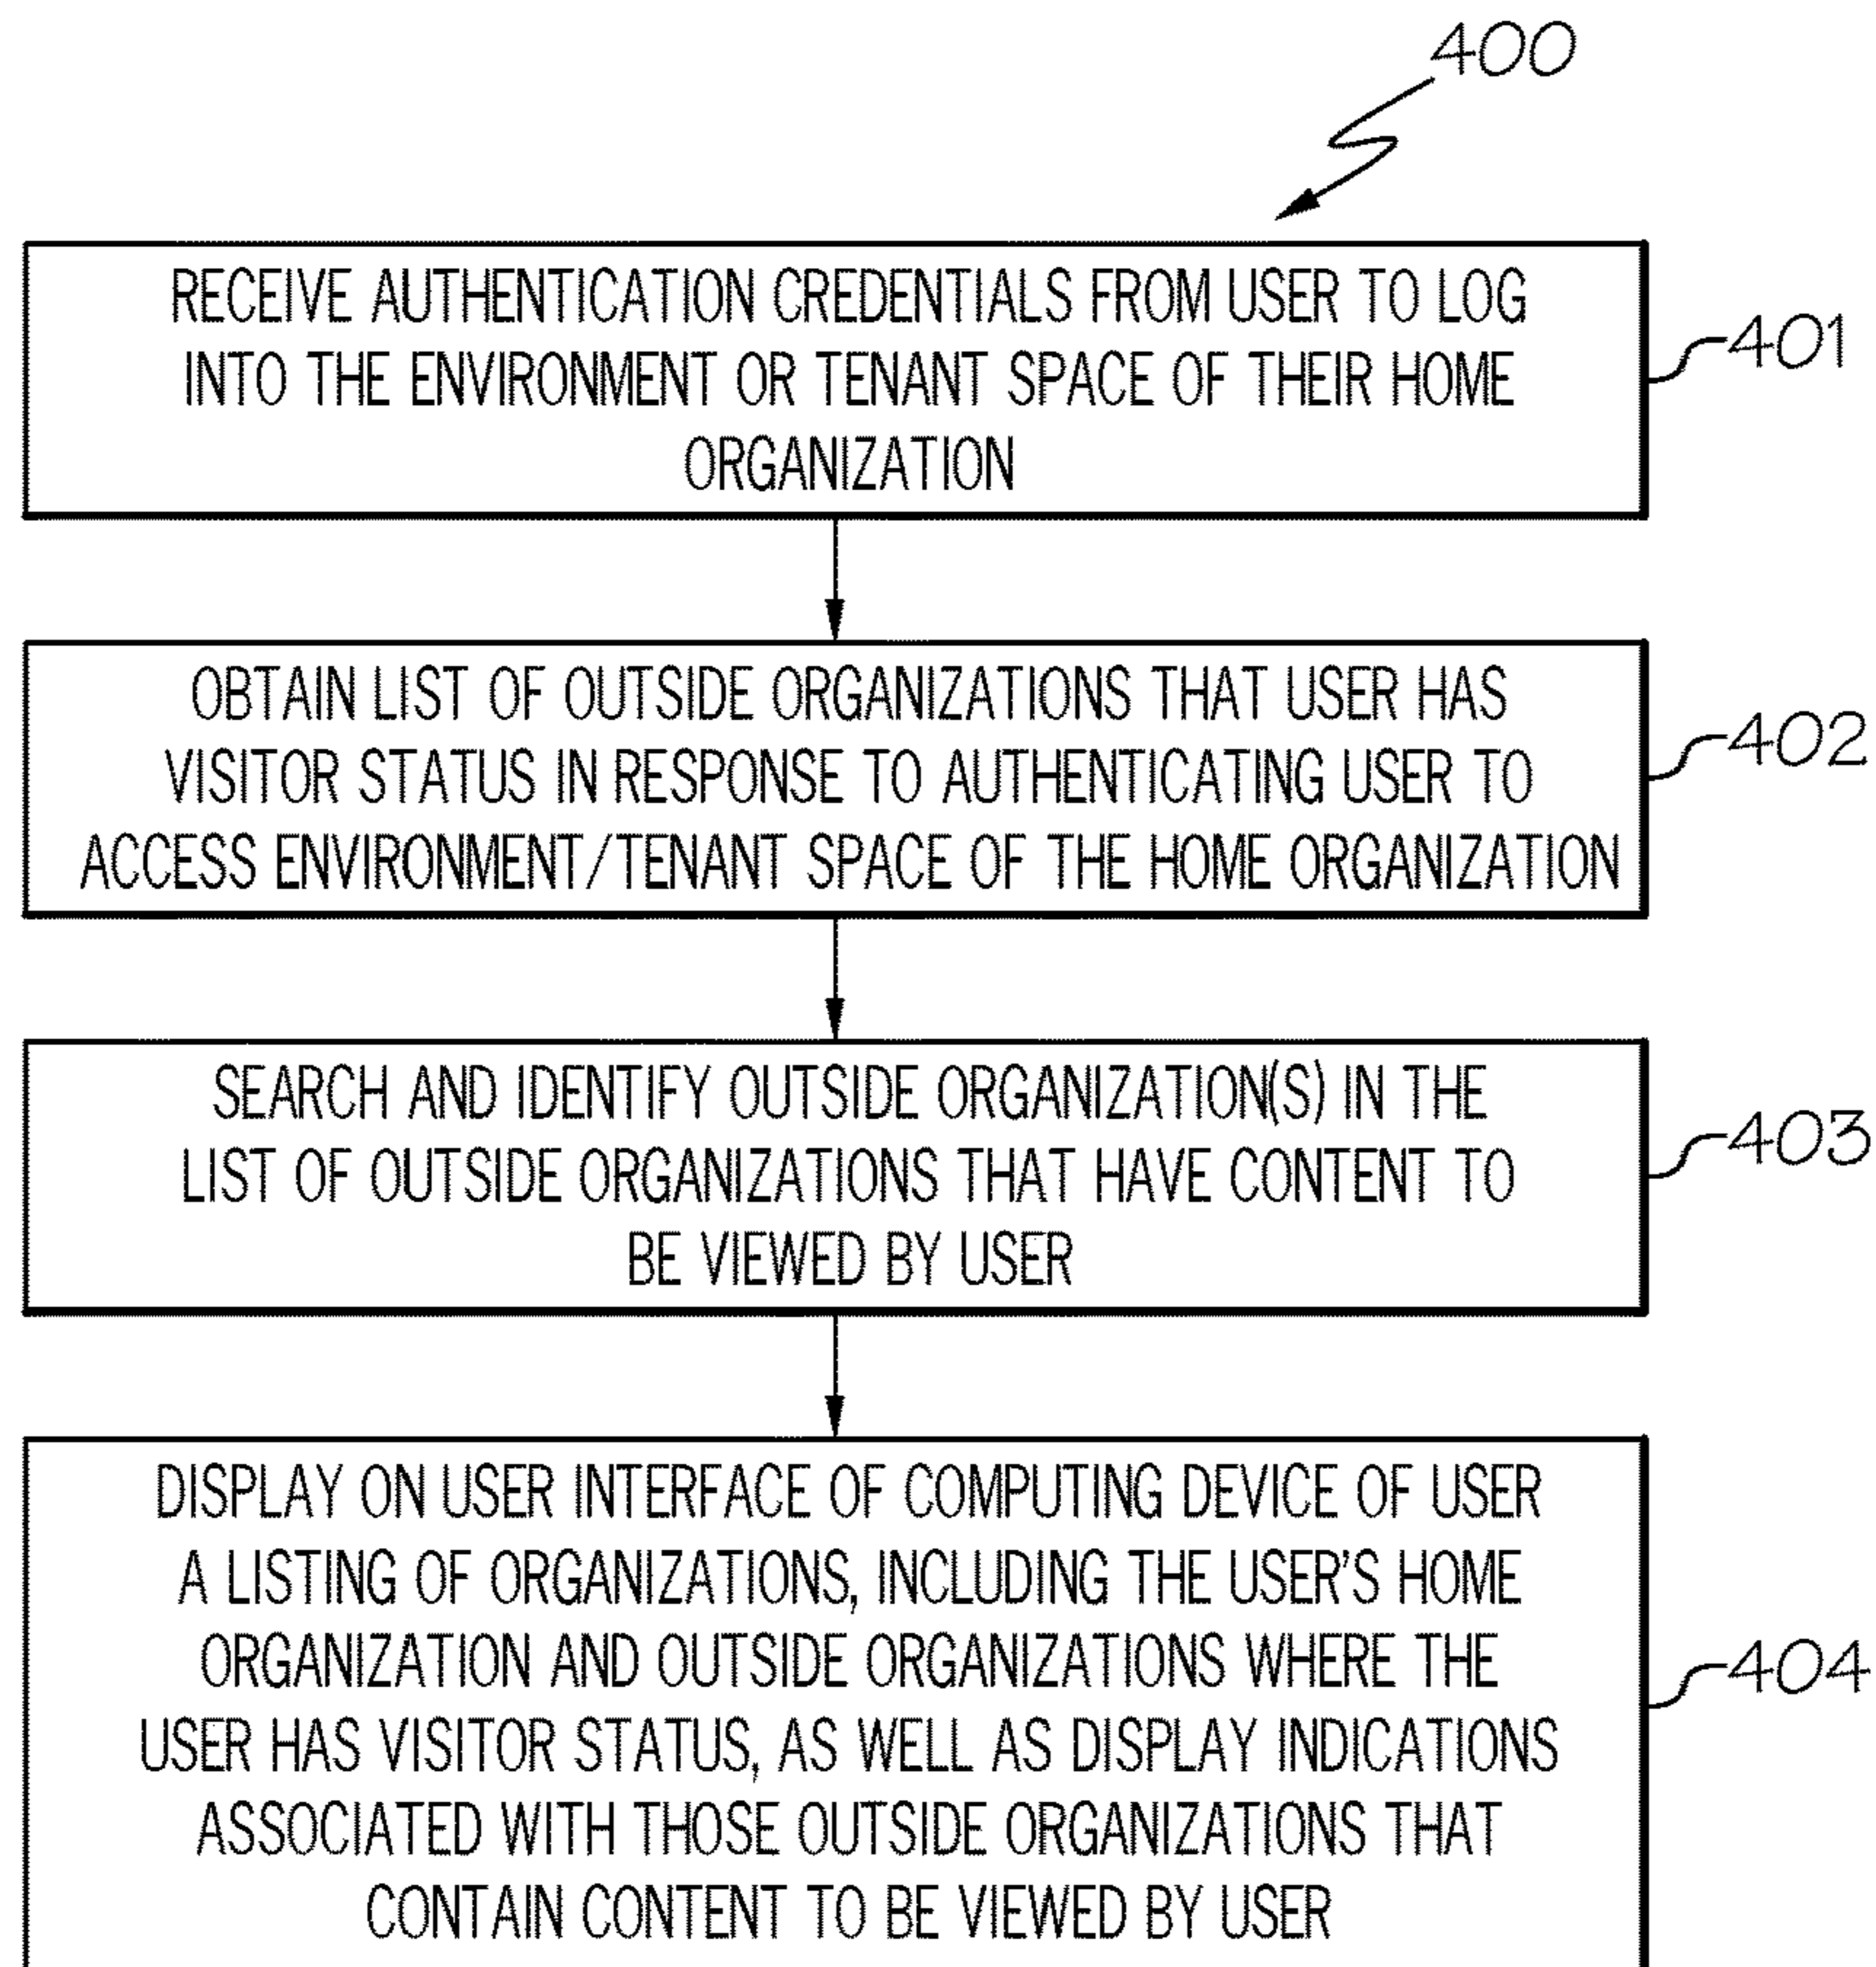 400
RECEIVE AUTHENTICATION CREDENTIALS FROM USER TO LOG
INTO THE ENVIRONMENT OR TENANT SPACE OF THEIR HOME
ORGANIZATION
401
OBTAIN LIST OF OUTSIDE ORGANIZATIONS THAT USER HAS
VISITOR STATUS IN RESPONSE TO AUTHENTICATING USER TO
ACCESS ENVIRONMENT/TENANT SPACE OF THE HOME ORGANIZATION
402
SEARCH AND IDENTIFY OUTSIDE ORGANIZATION(S) IN THE
LIST OF OUTSIDE ORGANIZATIONS THAT HAVE CONTENT TO
BE VIEWED BY USER
403
DISPLAY ON USER INTERFACE OF COMPUTING DEVICE OF USER
A LISTING OF ORGANIZATIONS, INCLUDING THE USER'S HOME
ORGANIZATION AND OUTSIDE ORGANIZATIONS WHERE THE
USER HAS VISITOR STATUS, AS WELL AS DISPLAY INDICATIONS
ASSOCIATED WITH THOSE OUTSIDE ORGANIZATIONS THAT
CONTAIN CONTENT TO BE VIEWED BY USER
404